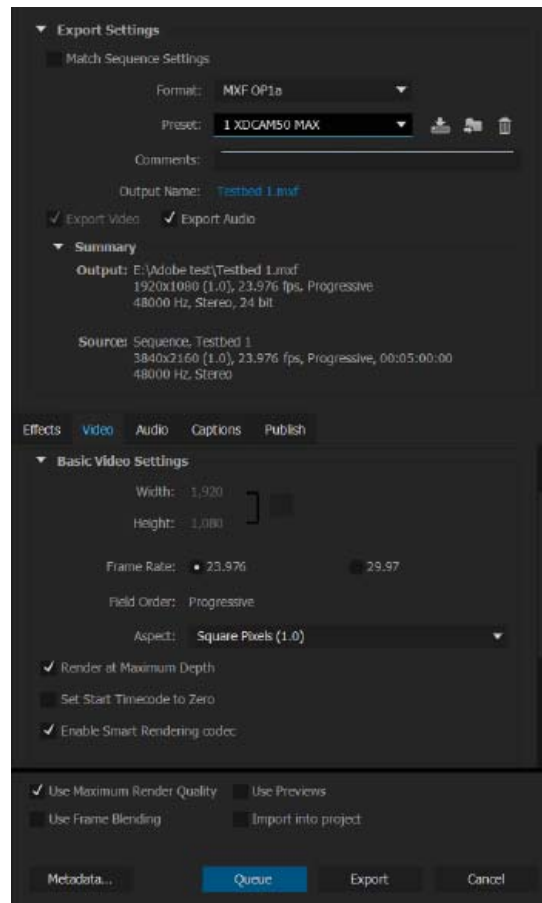 Export Settings
Match Sequence Settings
Format: MXF OP1a
Preset: 1 XDCAM50 MAX
Comments:
Output Name: Testbed 1.mxf
Export Video Export Audio
Summary
Output: E:\Adobe test\Testbed 1.mxf
1920x1080 (1.0), 23.976 fps, Progressive
48000 Hz, Stereo, 24 bit
Source: Sequence, Testbed 1
3840x2160 (1.0), 23.976 fps, Progressive, 00:05:00:00
48000 Hz, Stereo
Effects Video Audio Captions Publish
Basic Video Settings
Width: 1,920
Height: 1,080
Frame Rate: 23.976 29.97
Field Order: Progressive
Aspect: Square Pixels (1.0)
Render at Maximum Depth
Set Start Timecode to Zero
Enable Smart Rendering codec
Use Maximum Render Quality Use Previews
Use Frame Blending Import into project
Metadata... Queue Export Cancel